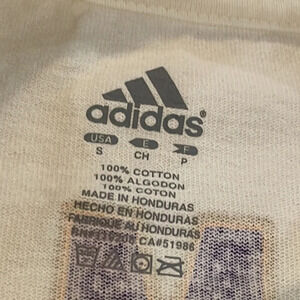 adidas®
USA E F
S CH P
100% COTTON
100% ALGODON
100% COTON
MADE IN HONDURAS
HECHO EN HONDURAS
FABRIQUÉ AU HONDURAS
CA#51986